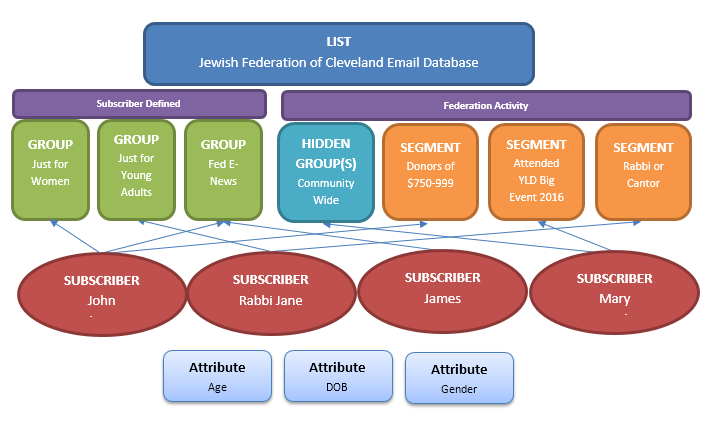 LIST
Jewish Federation of Cleveland Email Database
Subscriber Defined
Federation Activity
GROUP
Just for
Women
GROUP
Just for
Young
Adults
GROUP
Fed E-
News
HIDDEN
GROUP(S)
Community
Wide
SEGMENT
Donors of
$750-999
SEGMENT
Attended
YLD Big
Event 2016
SEGMENT
Rabbi or
Cantor
SUBSCRIBER
John
SUBSCRIBER
Rabbi Jane
SUBSCRIBER
James
SUBSCRIBER
Mary
Attribute
Age
Attribute
DOB
Attribute
Gender